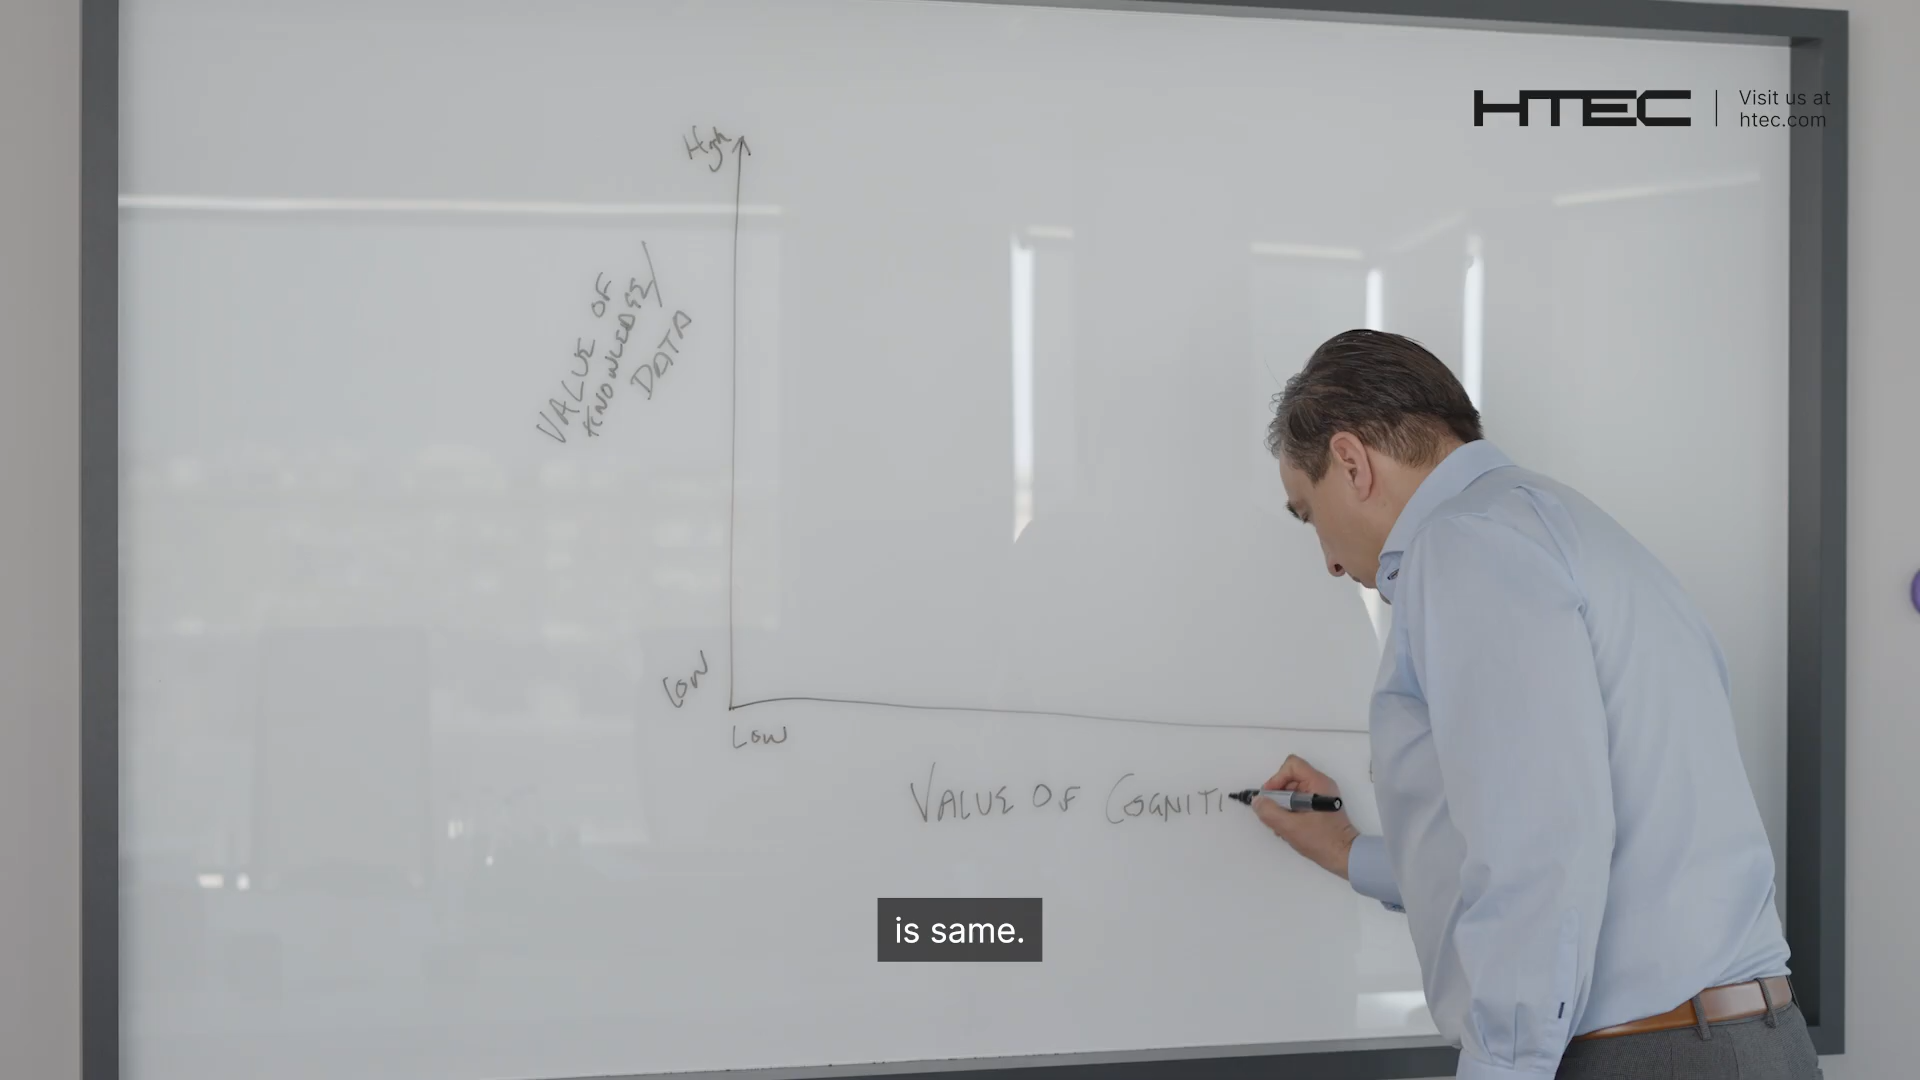 HTEC
Visit us at
htec.com
High
VALUE OF
KNOWLEDGE/
DATA
Low
Low
VALUE OF COGNITI
is same.